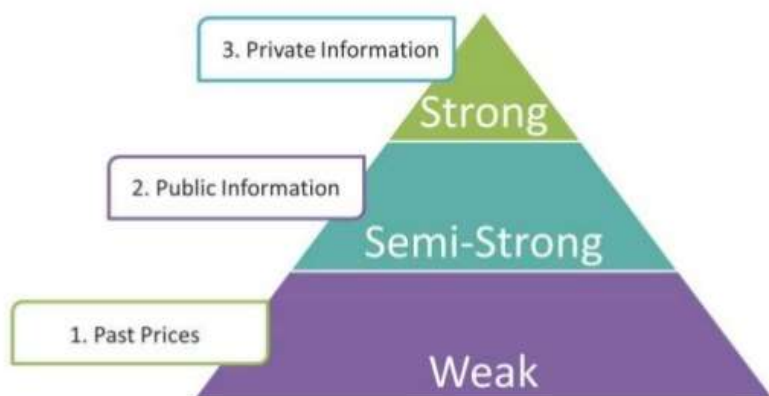 3. Private Information
Strong
2. Public Information
Semi-Strong
1. Past Prices
Weak